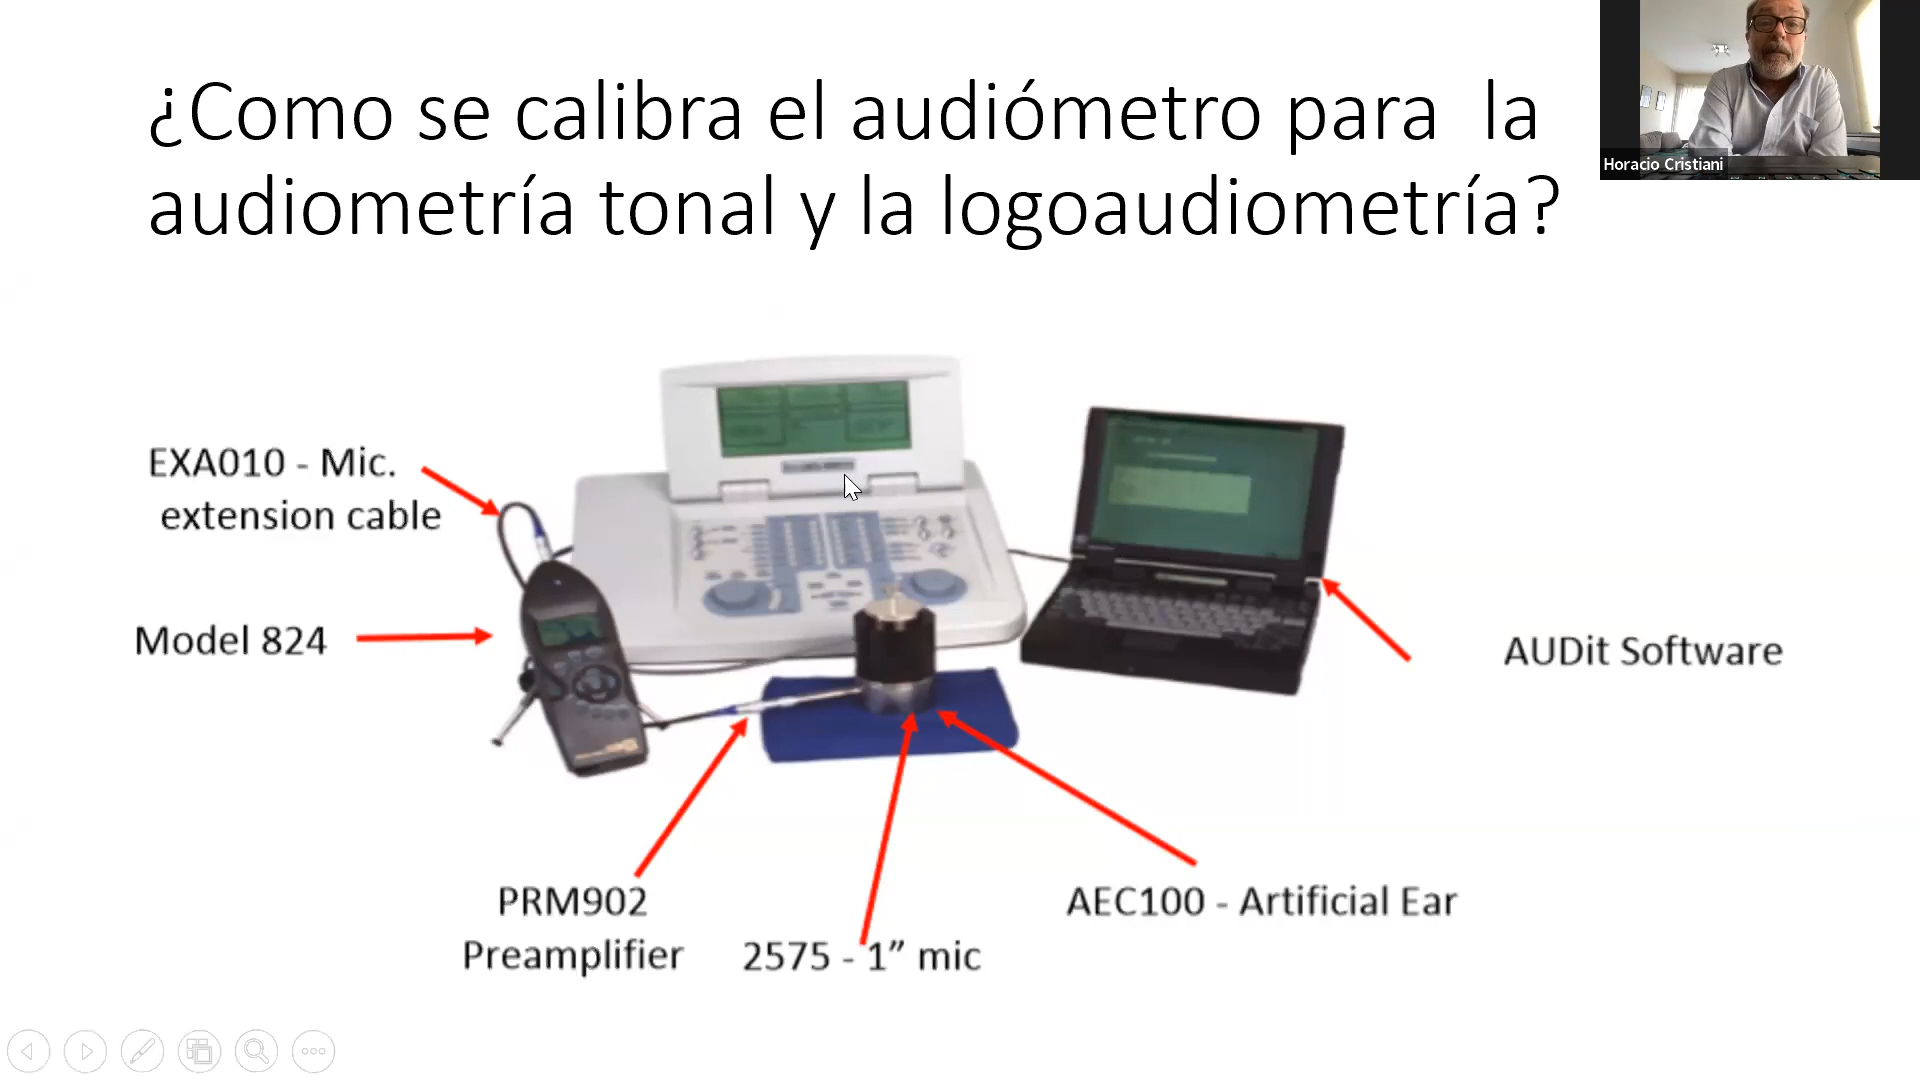 ¿Como se calibra el audiómetro para  la
audiometría tonal y la logoaudiometría?
Horacio Cristiani
EXA010 - Mic.
extension cable
Model 824
AUDit Software
PRM902
Preamplifier
2575 - 1” mic
AEC100 - Artificial Ear